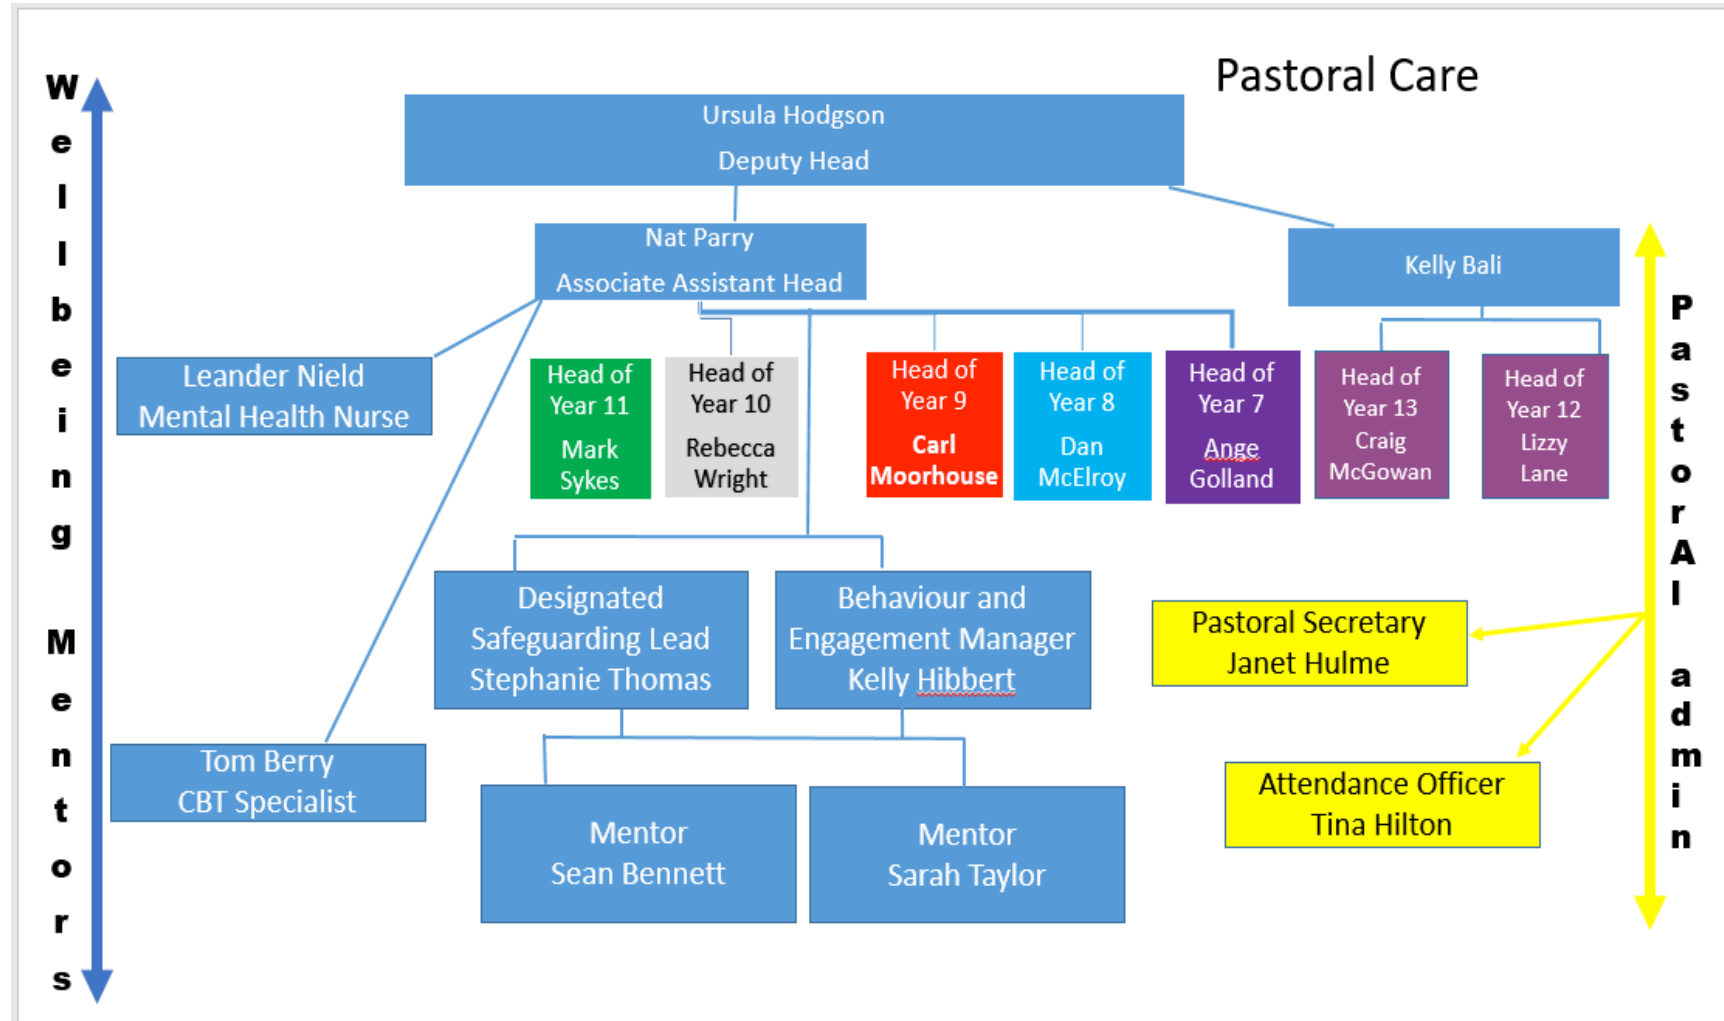 Pastoral Care
Wellbeing Mentors
Ursula Hodgson
Deputy Head
Nat Parry
Associate Assistant Head
Kelly Bali
Leander Nield
Mental Health Nurse
Head of
Year 11
Mark
Sykes
Head of
Year 10
Rebecca
Wright
Head of
Year 9
Carl
Moorhouse
Head of
Year 8
Dan
McElroy
Head of
Year 7
Ange
Golland
Head of
Year 13
Craig
McGowan
Head of
Year 12
Lizzy
Lane
Designated
Safeguarding Lead
Stephanie Thomas
Behaviour and
Engagement Manager
Kelly Hibbert
Pastoral Secretary
Janet Hulme
Tom Berry
CBT Specialist
Mentor
Sean Bennett
Mentor
Sarah Taylor
Attendance Officer
Tina Hilton
PastorAl admin